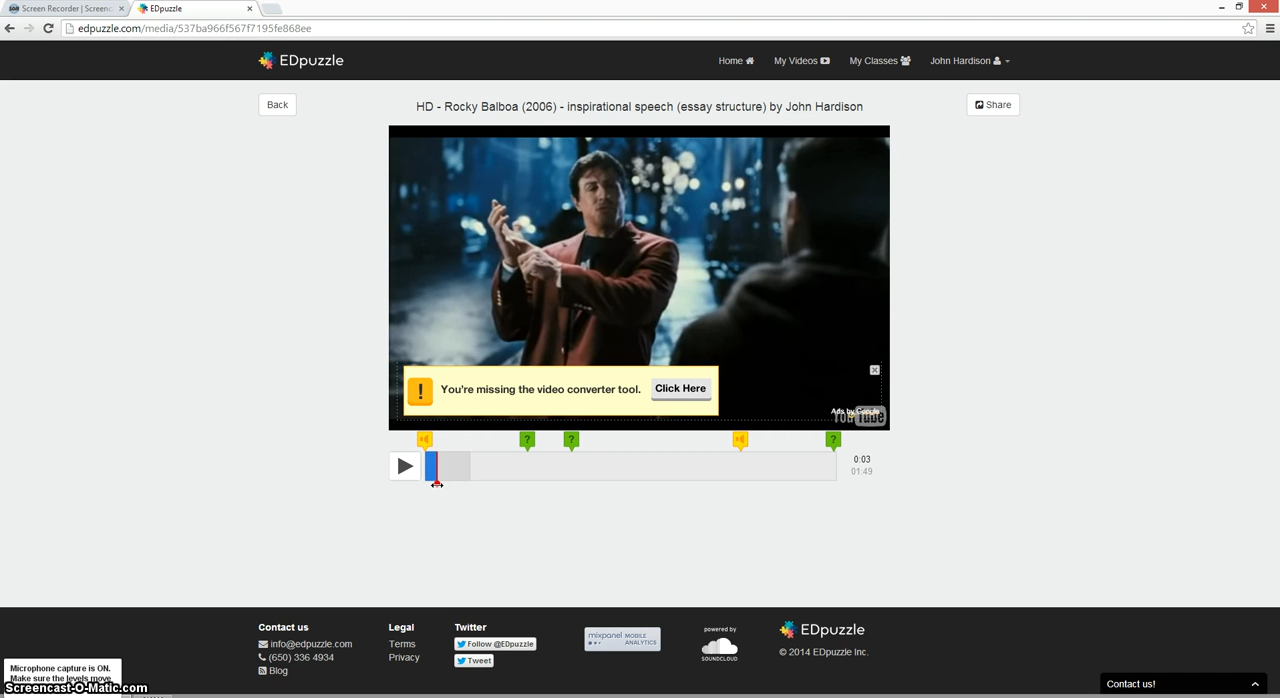 Screen Recorder | Screenc
EDpuzzle
edpuzzle.com/media/537ba966f567f7195fe868ee
EDpuzzle
Home
My Videos
My Classes
John Hardison
Back
HD - Rocky Balboa (2006) - inspirational speech (essay structure) by John Hardison
Share
! You're missing the video converter tool. Click Here
Ads by Google
YouTube
? ? ?
0:03
01:49
Contact us
info@edpuzzle.com
(650) 336 4934
Blog
Legal
Terms
Privacy
Twitter
Follow @EDpuzzle
Tweet
mixpanel MOBILE ANALYTICS
powered by
SOUNDCLOUD
EDpuzzle
© 2014 EDpuzzle Inc.
Microphone capture is ON.
Make sure the levels move
Screencast-O-Matic.com
Contact us!